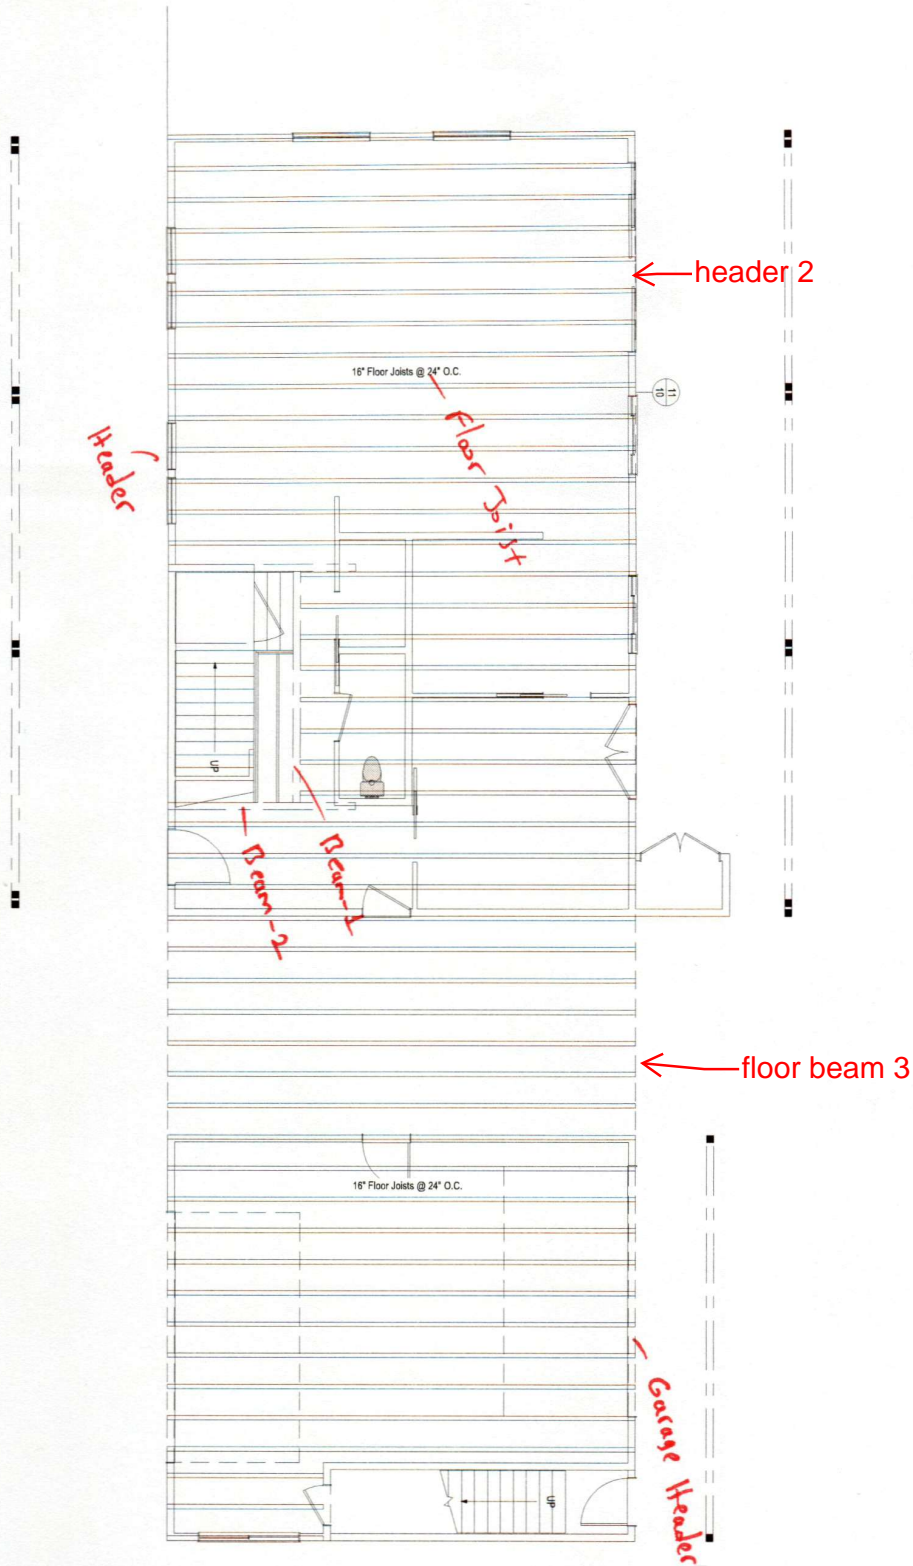 header 2
16" Floor Joists @ 24" O.C.
11
10
Floor Joist
Header
UP
Beam-1
Beam-2
floor beam 3
16" Floor Joists @ 24" O.C.
Garage Header
UP